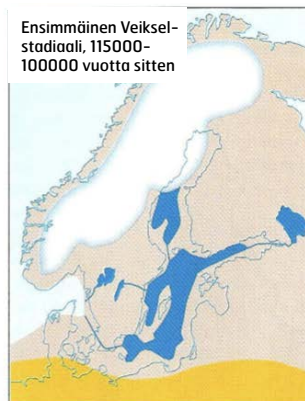 Ensimmäinen Veiksel-
stadiaali, 115000–
100000 vuotta sitten